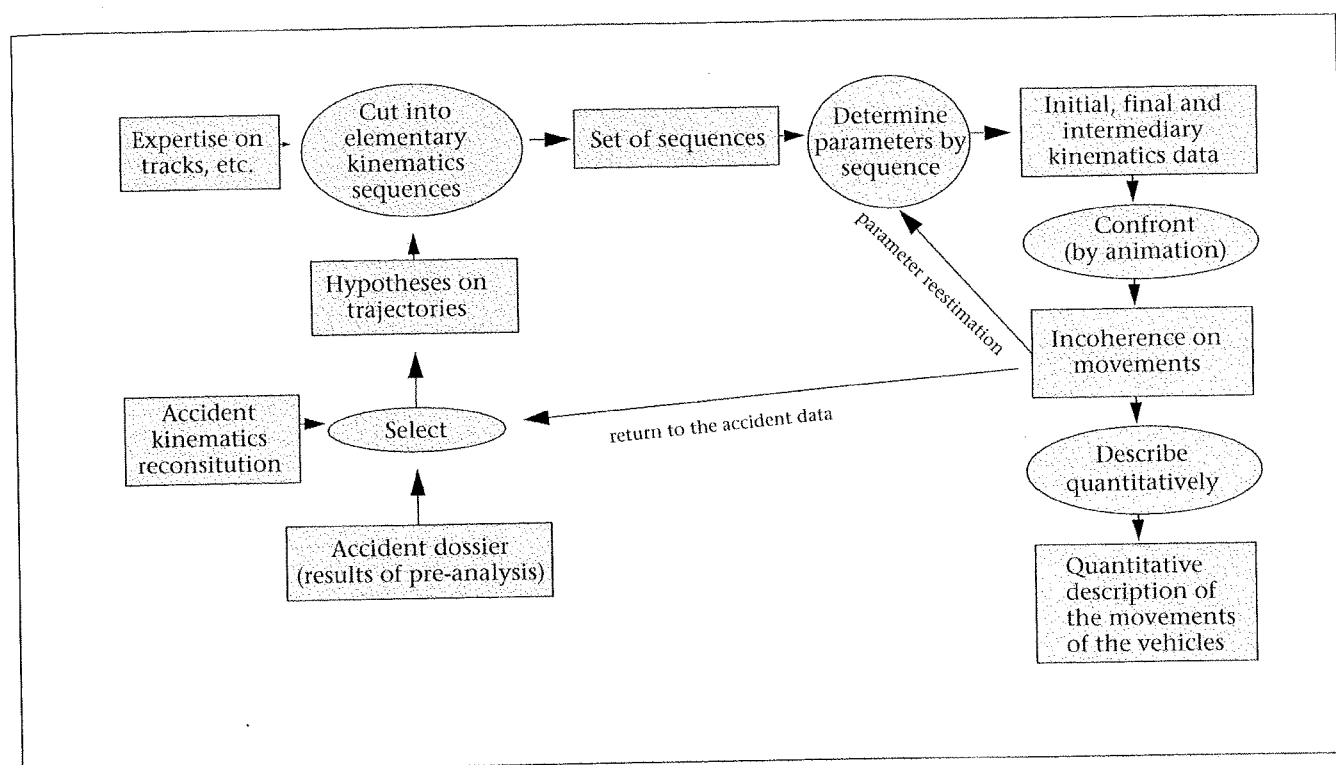 Expertise on
tracks, etc.
Cut into
elementary
kinematics
sequences
Set of sequences
Determine
parameters by
sequence
Initial, final and
intermediary
kinematics data
Confront
(by animation)
parameter reestimation
Hypotheses on
trajectories
Incoherence on
movements
Accident
kinematics
reconsitution
Select
return to the accident data
Describe
quantitatively
Accident dossier
(results of pre-analysis)
Quantitative
description of
the movements
of the vehicles